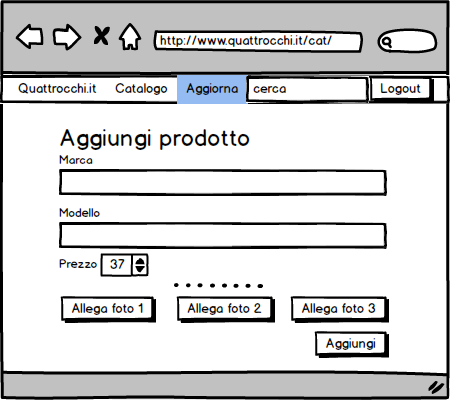 http://www.quattrocchi.it/cat/
Quattrocchi.it Catalogo Aggiorna cerca Logout
Aggiungi prodotto
Marca
Modello
Prezzo 37
Allega foto 1 Allega foto 2 Allega foto 3
Aggiungi